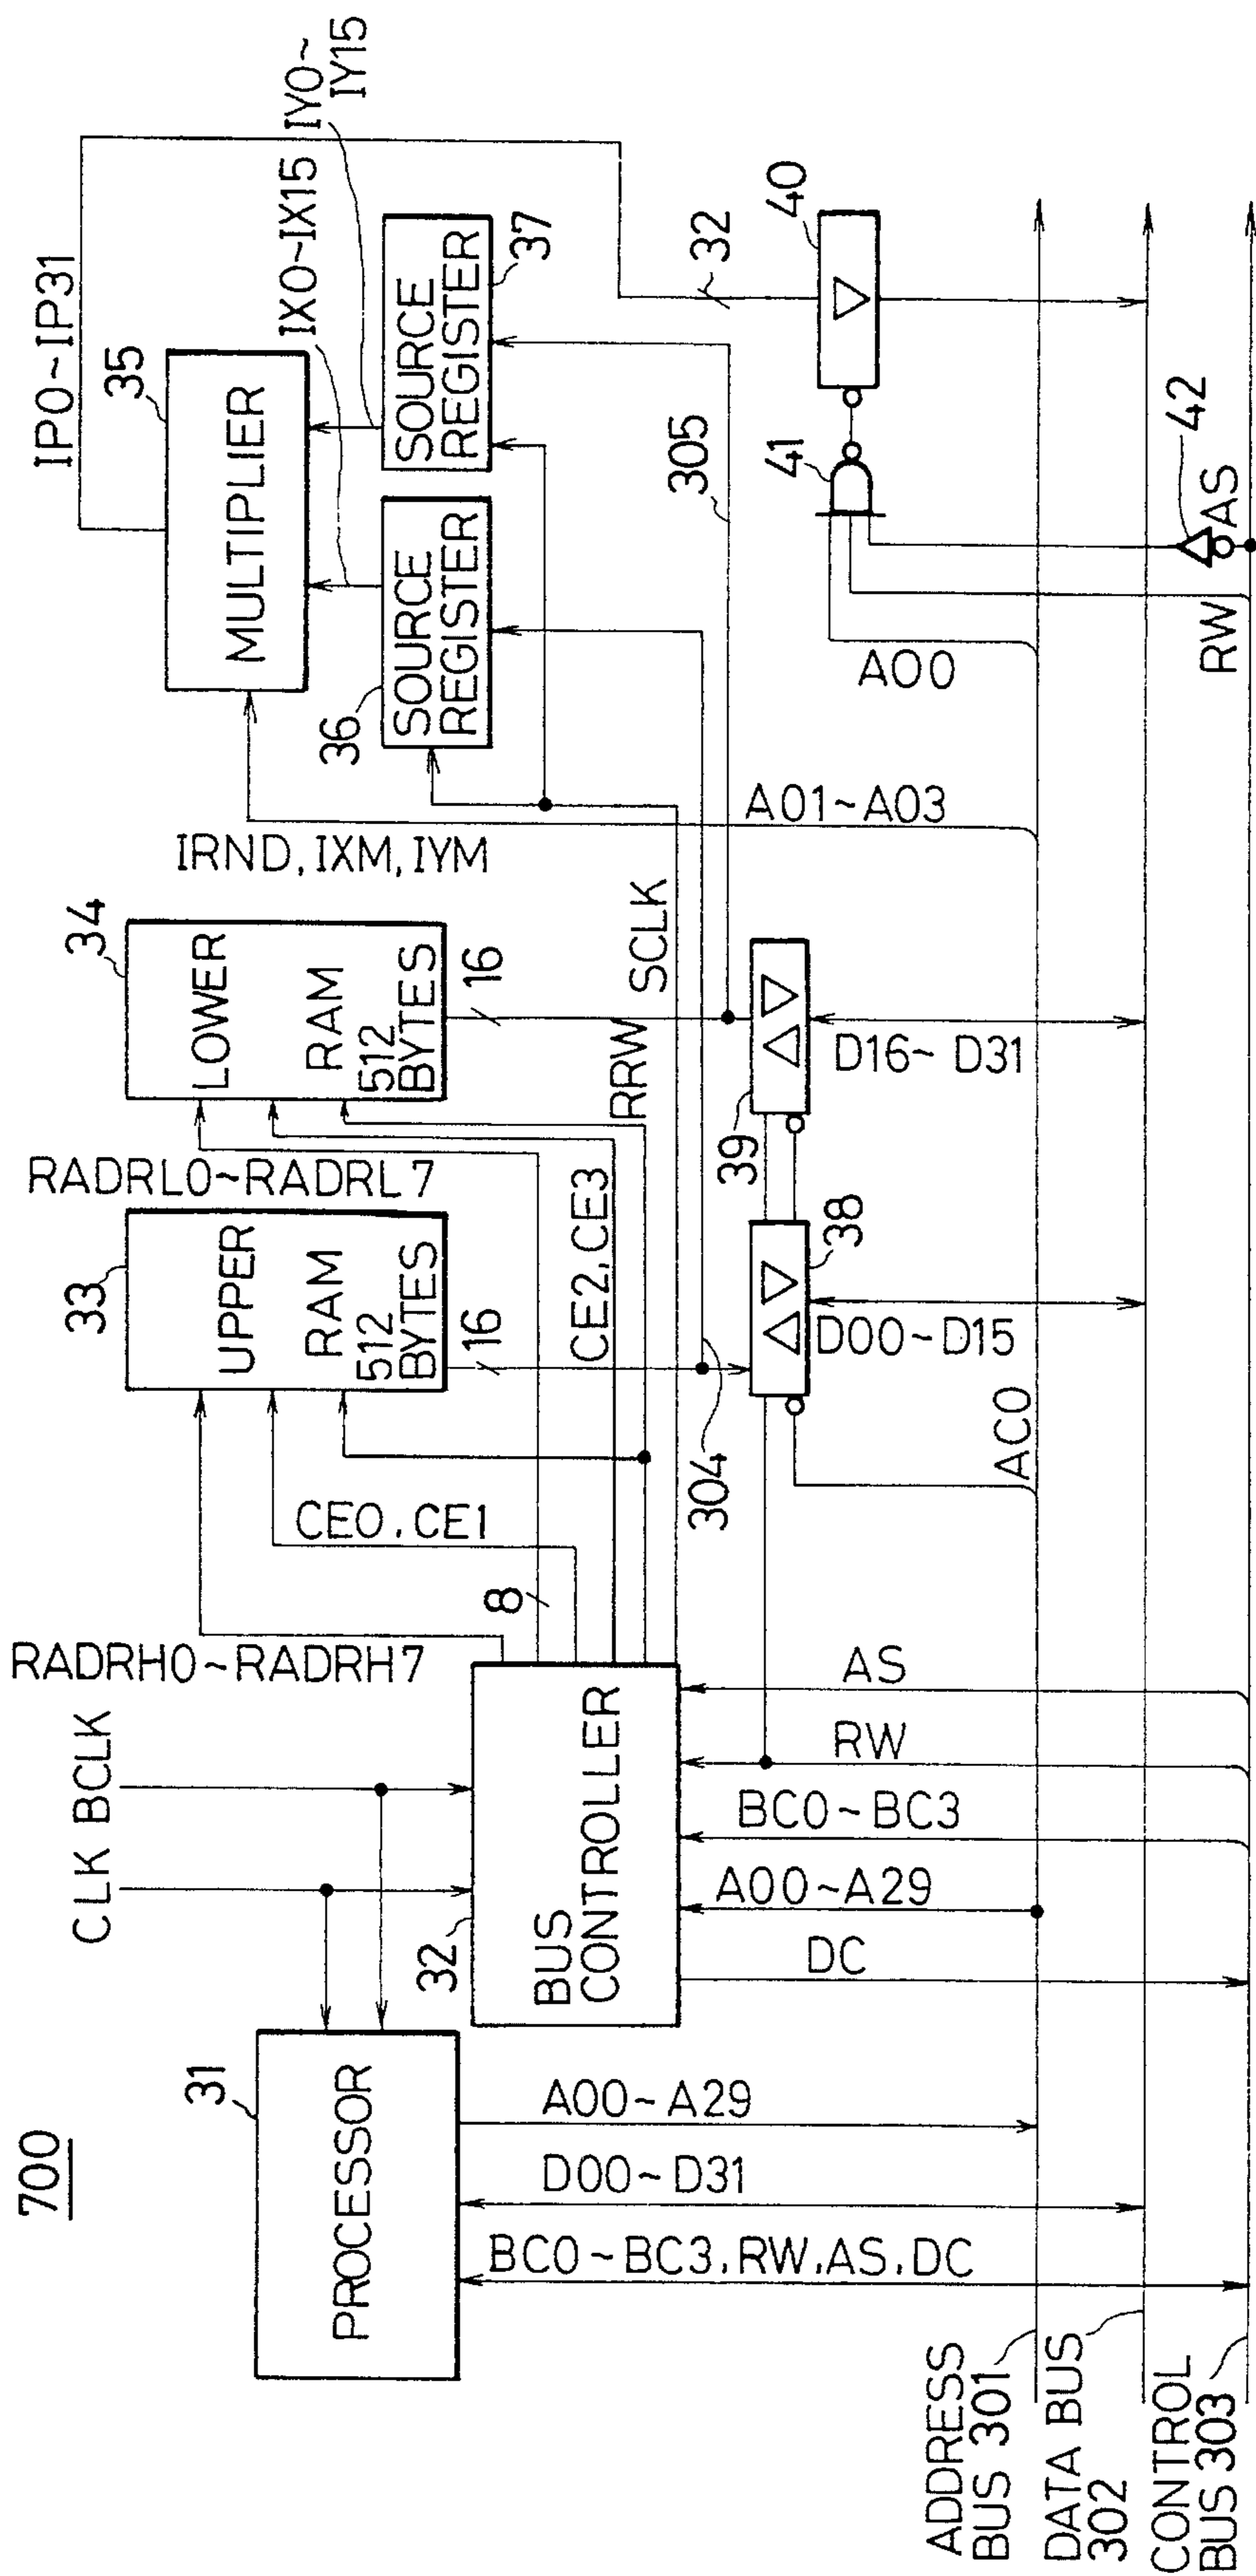 700
31
PROCESSOR
A00~A29
D00~D31
BC0~BC3.RW.AS.DC
ADDRESS
BUS 301
DATA BUS
302
CONTROL
BUS 303
CLK BCLK
32
BUS
CONTROLLER
RADRH0~RADRH7
CE0.CE1
8
AS
RW
BC0~BC3
A00~A29
DC
33
UPPER
RAM
512
BYTES
16
RADRL0~RADRL7
34
LOWER
RAM
512
BYTES
16
CE2,CE3
RRW
SCLK
304
AC0
38
D00~D15
39
D16~D31
IRND,IXM,IYM
A01~A03
IP0~IP31
35
MULTIPLIER
IX0~IX15
IY0~
IY15
36
SOURCE
REGISTER
SOURCE
REGISTER
37
305
32
40
41
A00
RW
AS
42